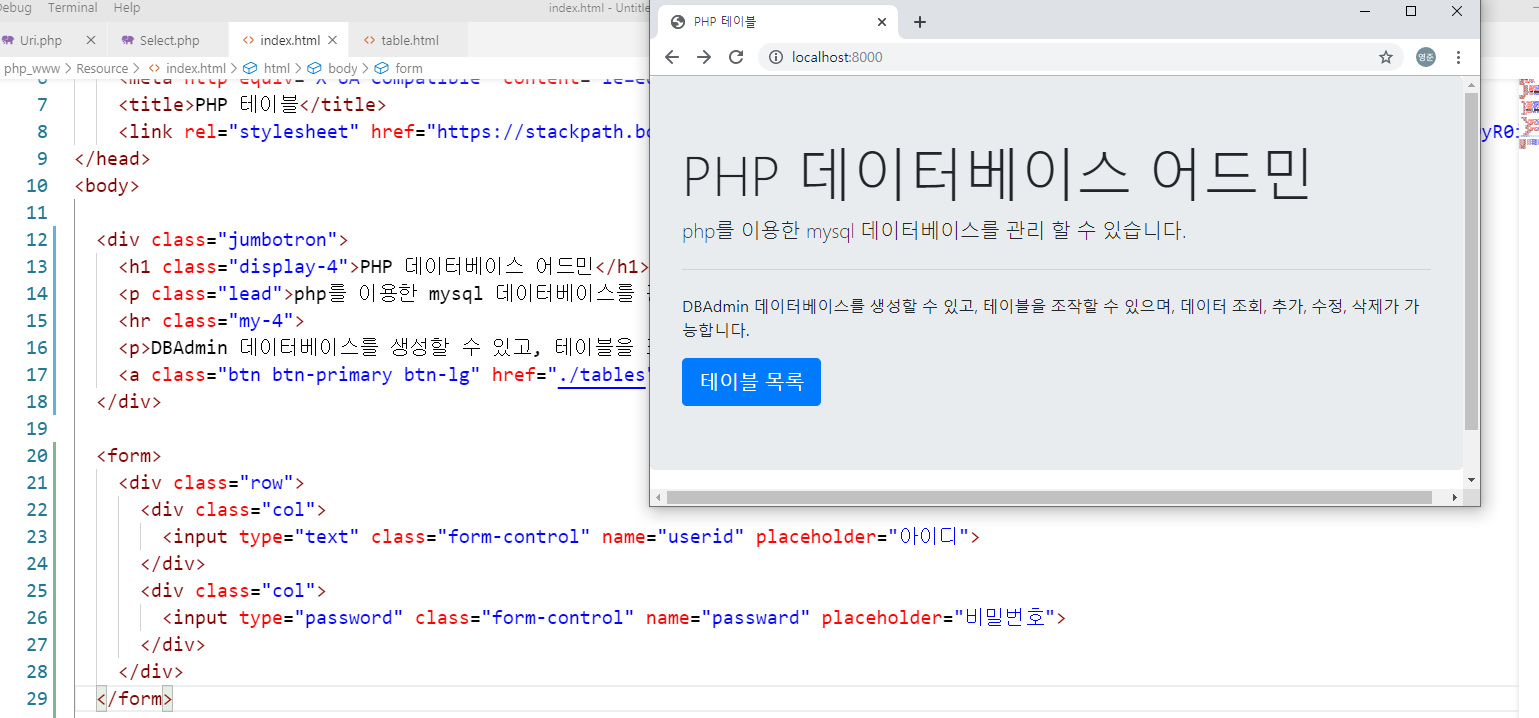 Debug Terminal Help index.html - Untitle
Uri.php Select.php index.html table.html
php_www > Resource > index.html > html > body > form
7 <title>PHP 테이블</title>
8 <link rel="stylesheet" href="https://stackpath.bo
9 </head>
10 <body>
11
12 <div class="jumbotron">
13 <h1 class="display-4">PHP 데이터베이스 어드민</h1>
14 <p class="lead">php를 이용한 mysql 데이터베이스를
15 <hr class="my-4">
16 <p>DBAdmin 데이터베이스를 생성할 수 있고, 테이블을
17 <a class="btn btn-primary btn-lg" href="./tables"
18 </div>
19
20 <form>
21 <div class="row">
22 <div class="col">
23 <input type="text" class="form-control" name="userid" placeholder="아이디">
24 </div>
25 <div class="col">
26 <input type="password" class="form-control" name="passward" placeholder="비밀번호">
27 </div>
28 </div>
29 </form>
PHP 테이블
localhost:8000
영준
PHP 데이터베이스 어드민
php를 이용한 mysql 데이터베이스를 관리 할 수 있습니다.
DBAdmin 데이터베이스를 생성할 수 있고, 테이블을 조작할 수 있으며, 데이터 조회, 추가, 수정, 삭제가 가
능합니다.
테이블 목록